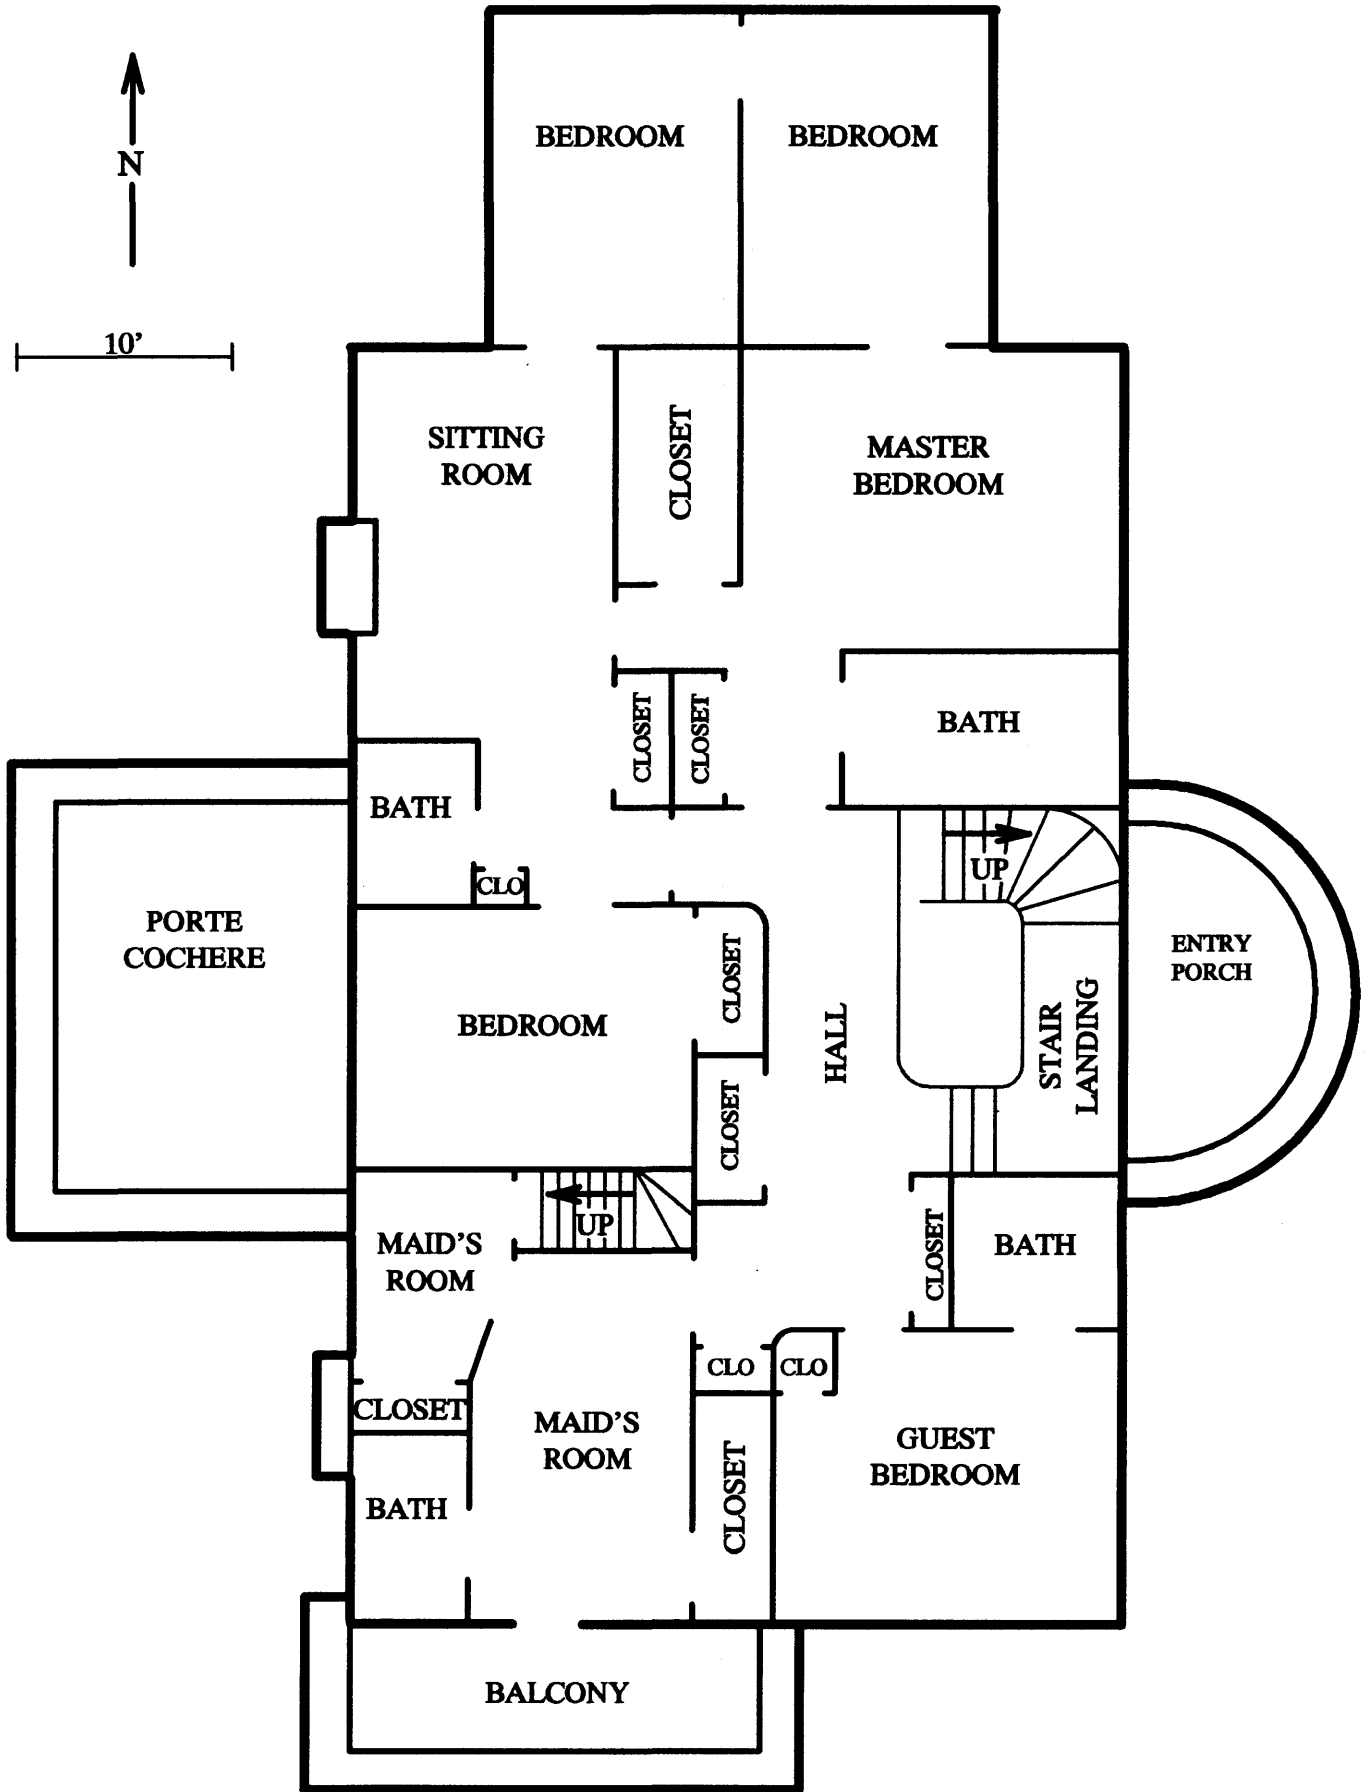 BEDROOM
BEDROOM
N
10'
SITTING
ROOM
CLOSET
MASTER
BEDROOM
CLOSET
CLOSET
BATH
BATH
CLO
UP
PORTE
COCHERE
ENTRY
PORCH
CLOSET
BEDROOM
HALL
STAIR
LANDING
CLOSET
UP
MAID'S
ROOM
CLOSET
BATH
CLO
CLO
CLOSET
MAID'S
ROOM
CLOSET
GUEST
BEDROOM
BATH
BALCONY